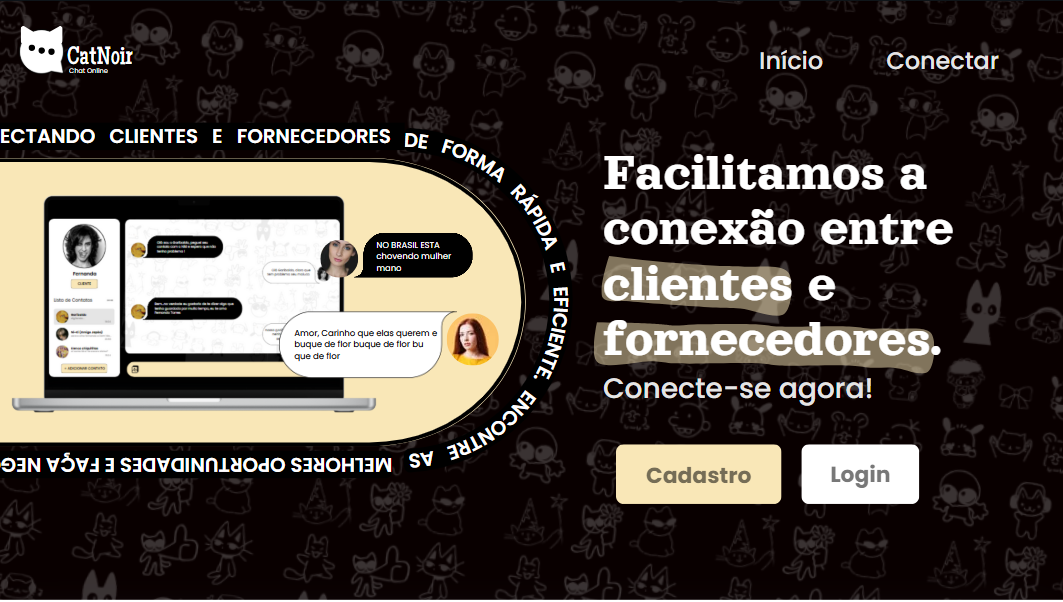 CatNoir
Chat Online
Início
Conectar
ECTANDO CLIENTES E FORNECEDORES DE FORMA RÁPIDA E EFICIENTE. ENCONTRE AS MELHORES OPORTUNIDADES E FAÇA NEG
Facilitamos a
conexão entre
clientes e
fornecedores.
Conecte-se agora!
Cadastro
Login
Fernanda
CLIENTE
Lista de Contatos
+ ADICIONAR CONTATO
NO BRASIL ESTA
chovendo mulher
mano
Amor, Carinho que elas querem e
buque de flor buque de flor bu
que de flor